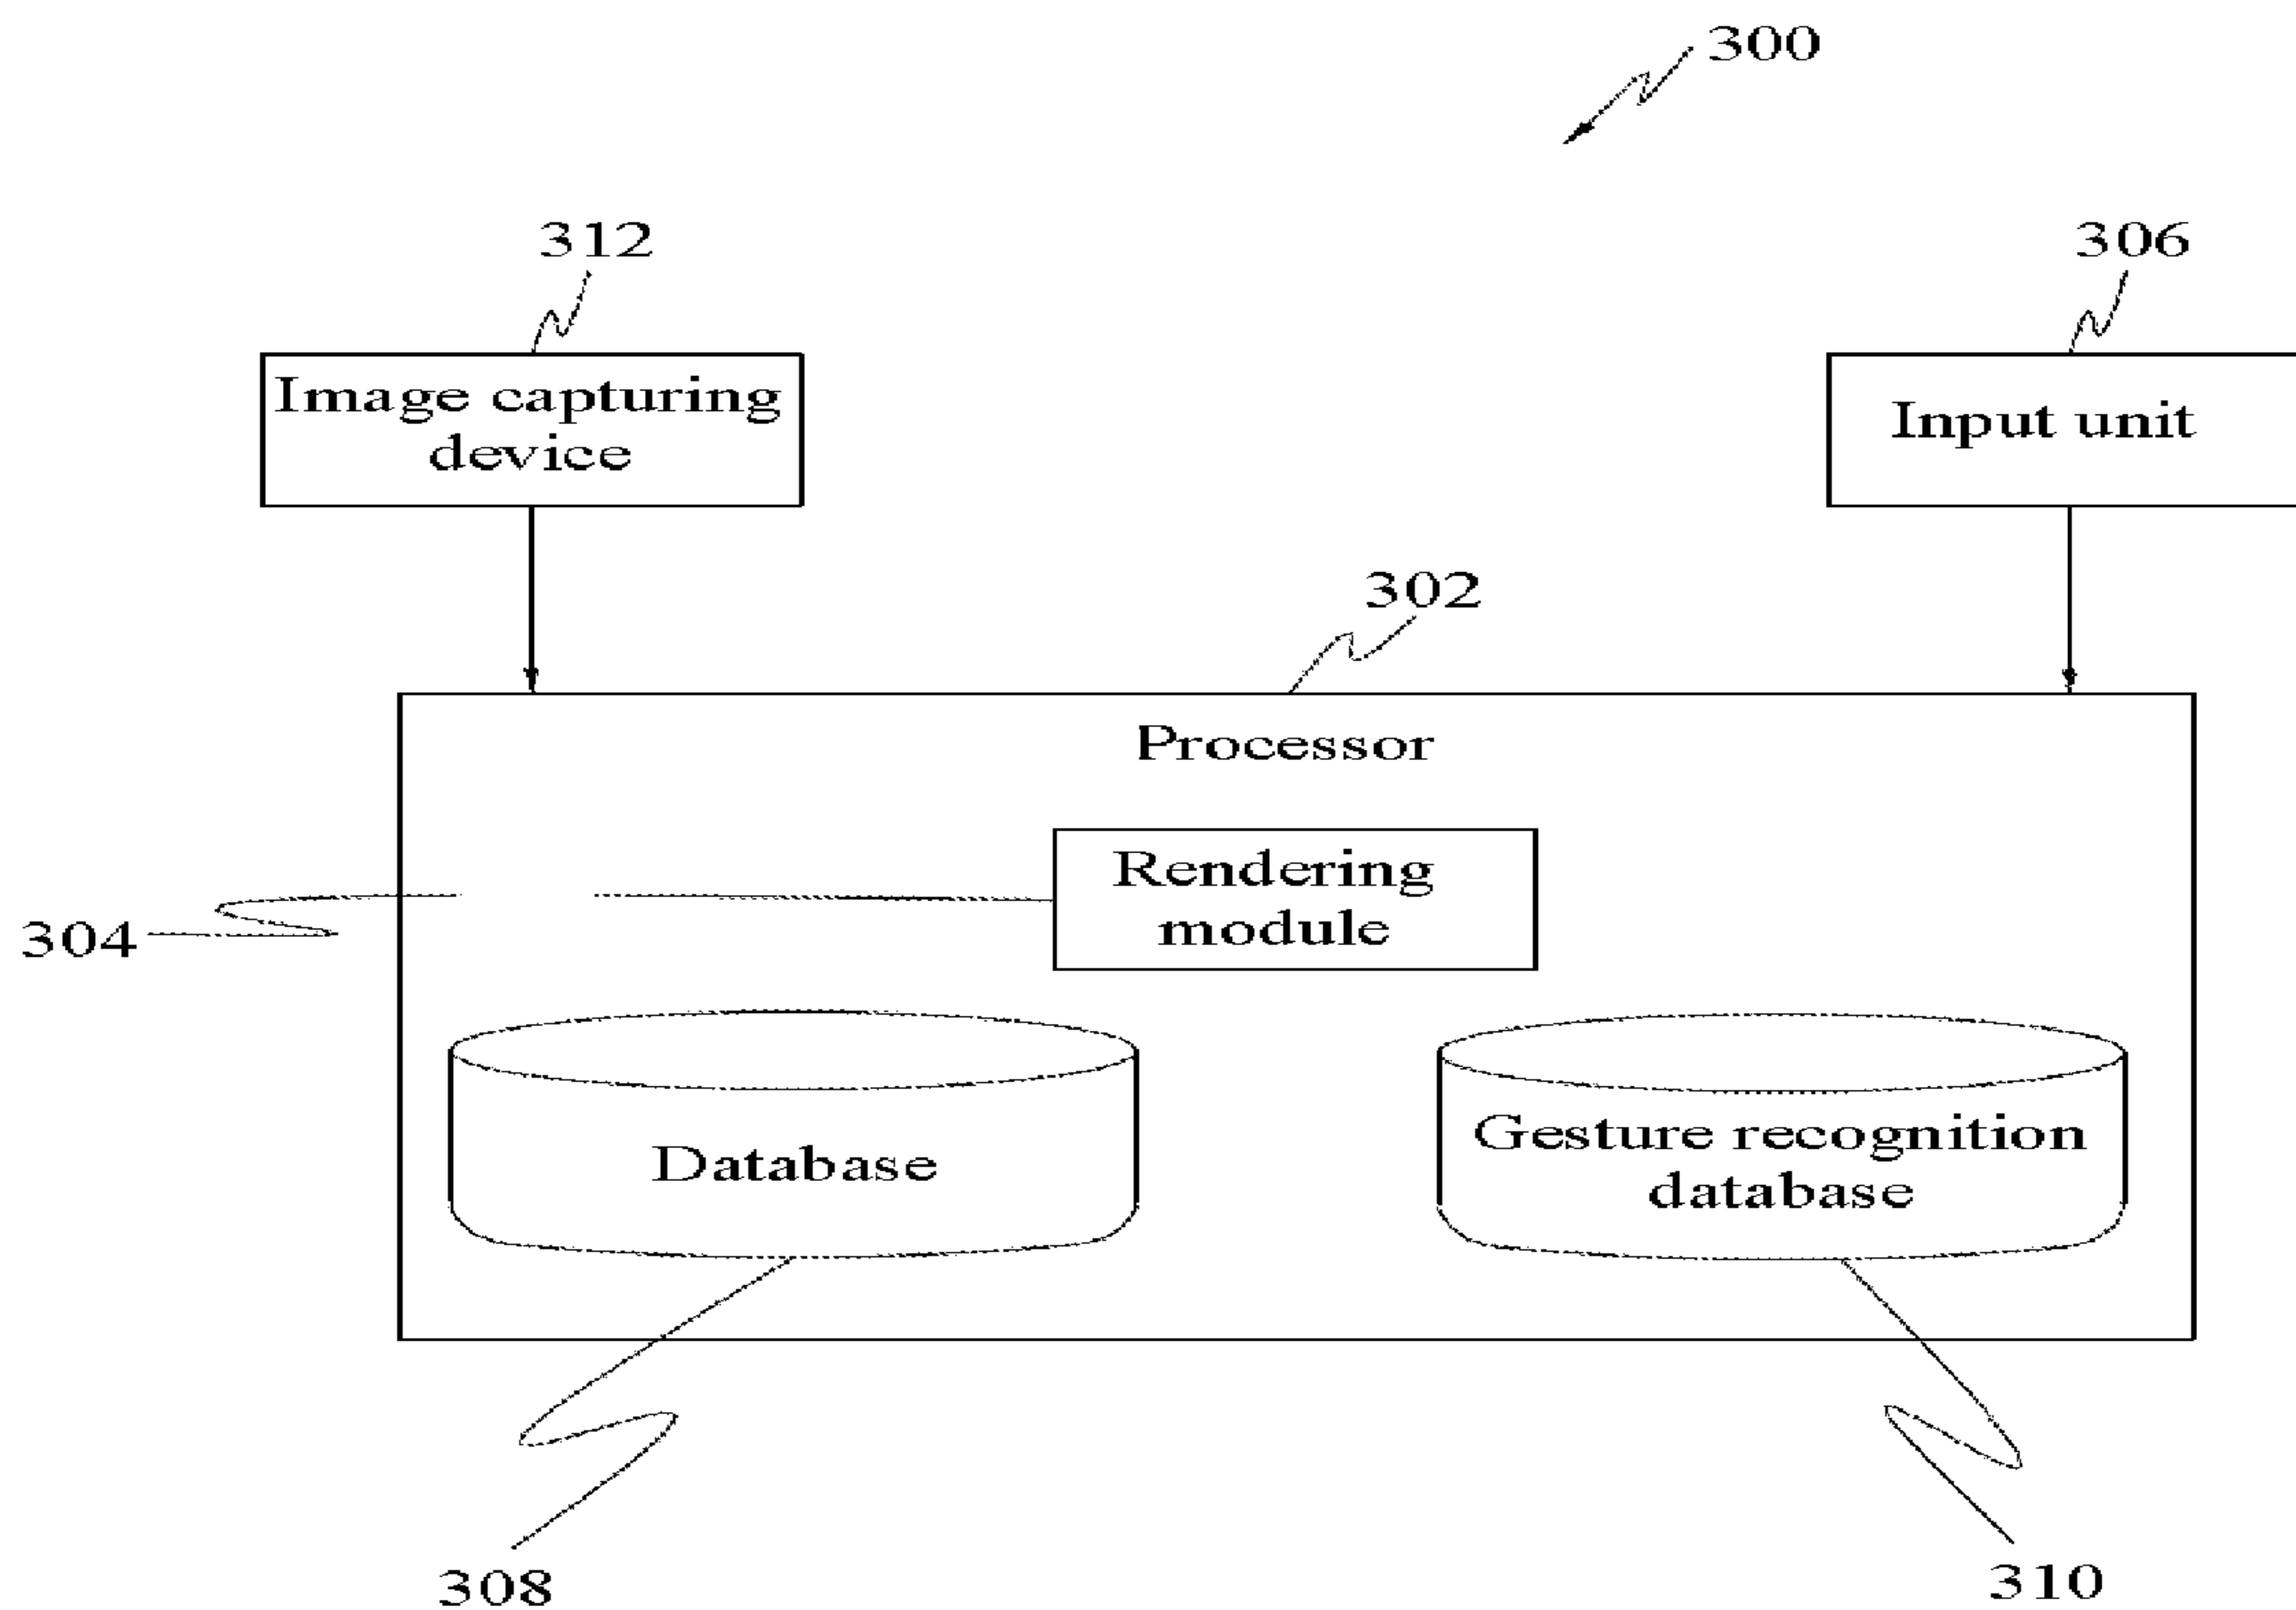 300
312
306
Image capturing
device
Input unit
302
Processor
Rendering
module
304
Database
Gesture recognition
database
308
310